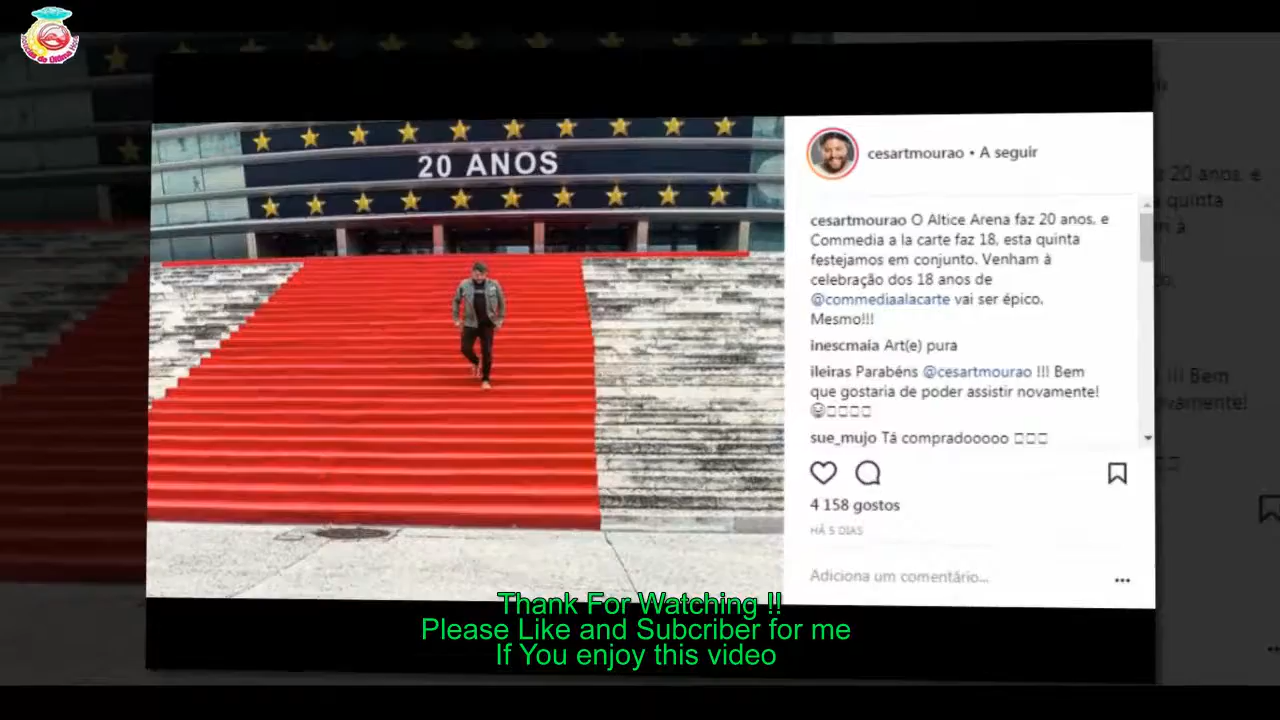 20 ANOS
cesartmourao • A seguir
cesartmourao O Altice Arena faz 20 anos, e
Commedia a la carte faz 18, esta quinta
festejamos em conjunto. Venham à
celebração dos 18 anos de
@commediaalacarte vai ser épico.
Mesmo!!!
inescmaia Art(e) pura
ileiras Parabéns @cesartmourao !!! Bem
que gostaria de poder assistir novamente!
sue_mujo Tá compradooooo
4 158 gostos
HÁ 5 DIAS
Adiciona um comentário...
Thank For Watching !!
Please Like and Subcriber for me
If You enjoy this video